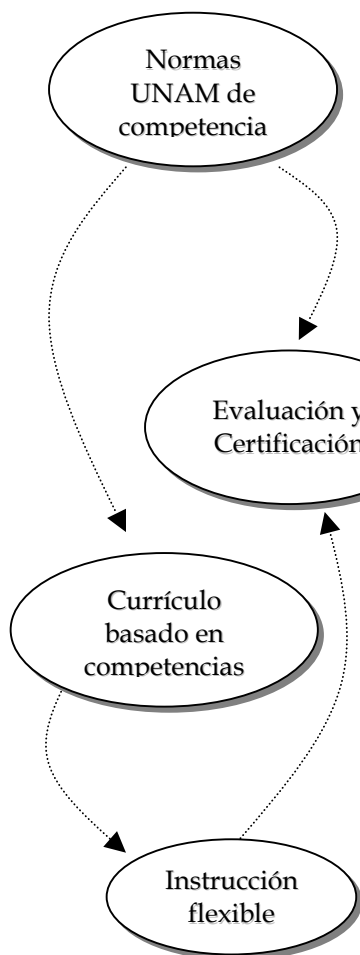 Normas
UNAM de
competencia
Evaluación y
Certificación
Currículo
basado en
competencias
Instrucción
flexible